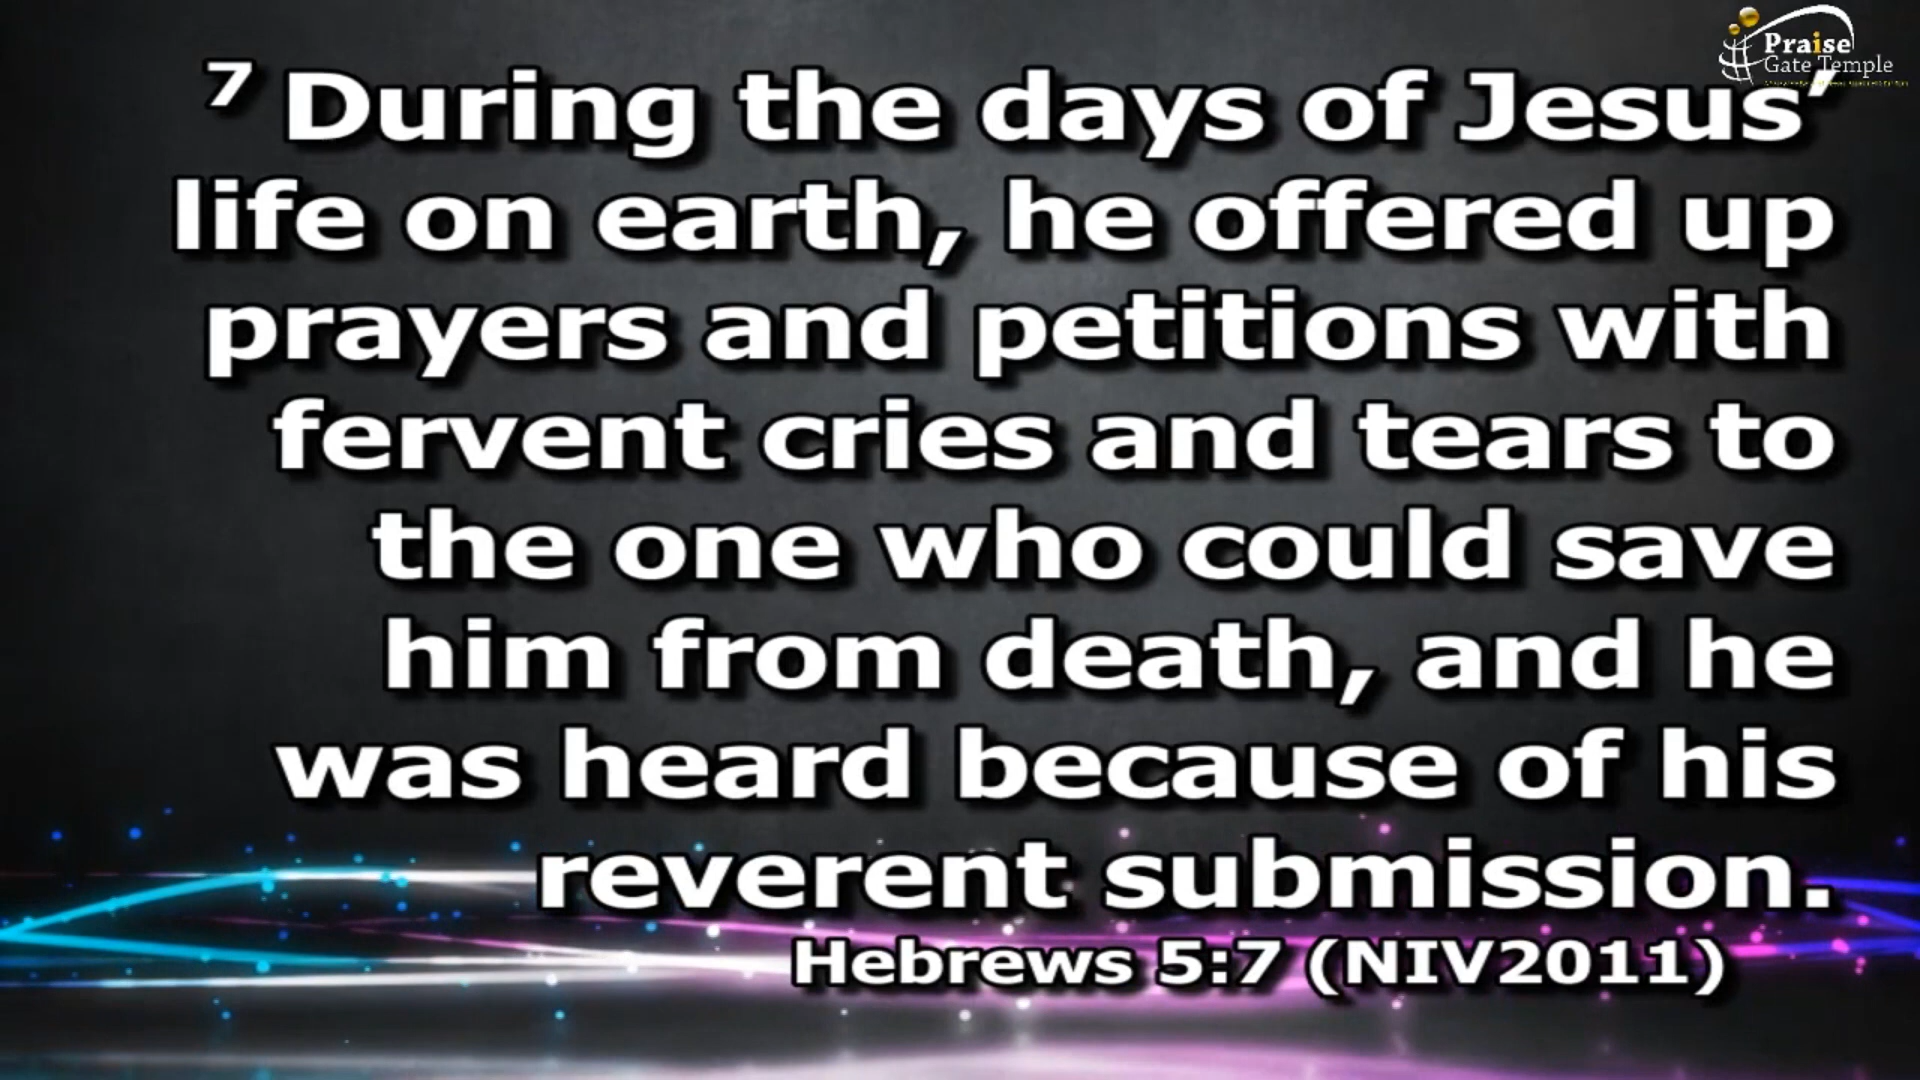 Praise
Gate Temple
7 During the days of Jesus’
life on earth, he offered up
prayers and petitions with
fervent cries and tears to
the one who could save
him from death, and he
was heard because of his
reverent submission.
Hebrews 5:7 (NIV2011)